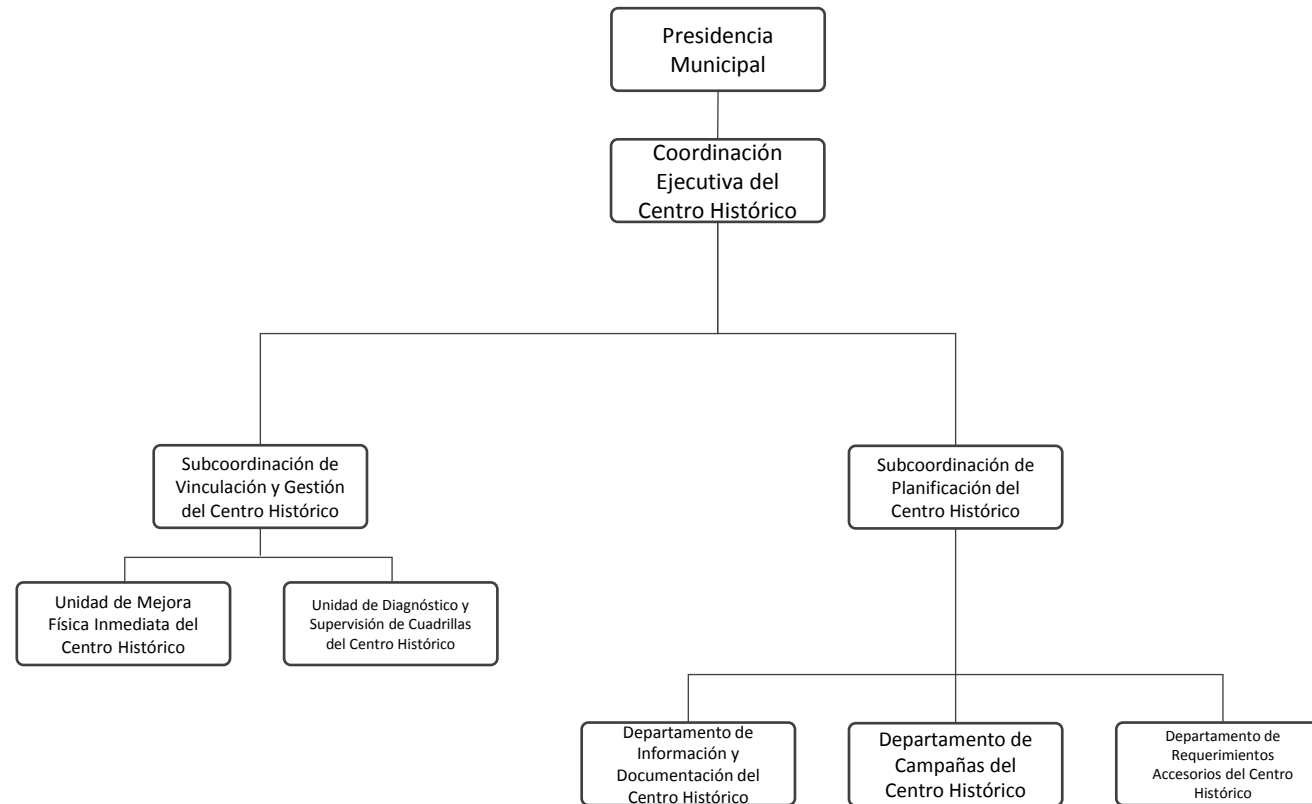 Presidencia
Municipal
Coordinación
Ejecutiva del
Centro Histórico
Subcoordinación de
Vinculación y Gestión
del Centro Histórico
Subcoordinación de
Planificación del
Centro Histórico
Unidad de Mejora
Física Inmediata del
Centro Histórico
Unidad de Diagnóstico y
Supervisión de Cuadrillas
del Centro Histórico
Departamento de
Información y
Documentación del
Centro Histórico
Departamento de
Campañas del
Centro Histórico
Departamento de
Requerimientos
Accesorios del Centro
Histórico